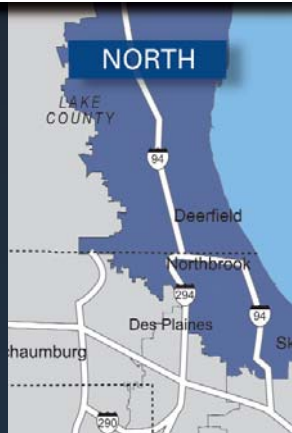 NORTH
LAKE
COUNTY
94
Deerfield
Northbrook
294
94
Des Plaines
Sk
chaumburg
290